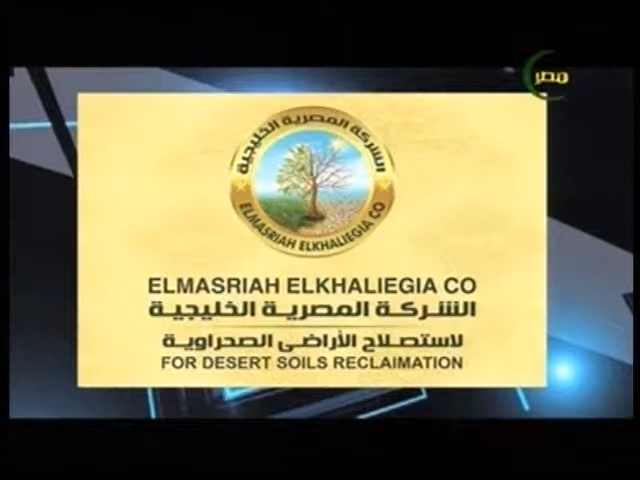 مصر
الشركة المصرية الخليجية
ELMASRIAH ELKHALIEGIA CO
ELMASRIAH ELKHALIEGIA CO
الشركة المصرية الخليجية
لاستصلاح الأراضى الصحراوية
FOR DESERT SOILS RECLAIMATION